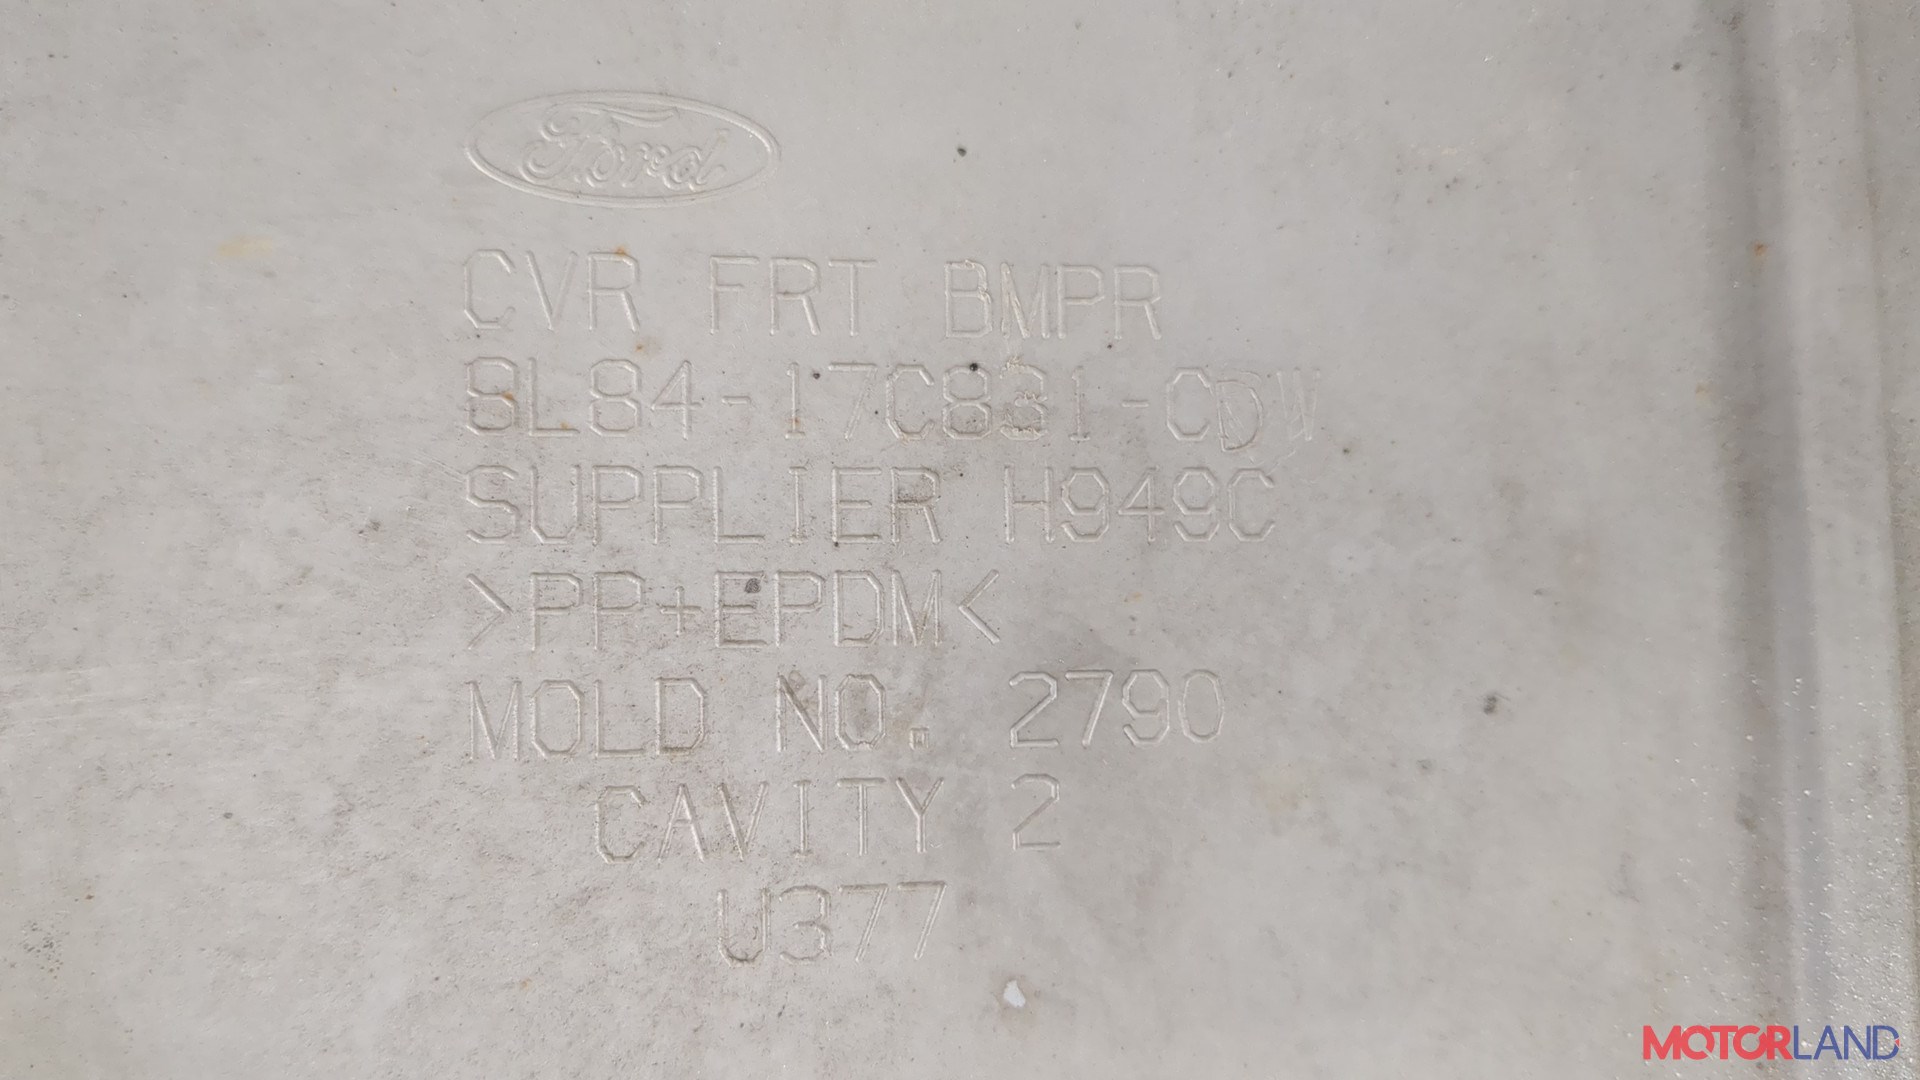 Ford
CVR FRT BMPR
8L84-17C831-CDW
SUPPLIER H949C
>PP+EPDM<
MOLD NO. 2790
CAVITY 2
U377
MOTORLAND